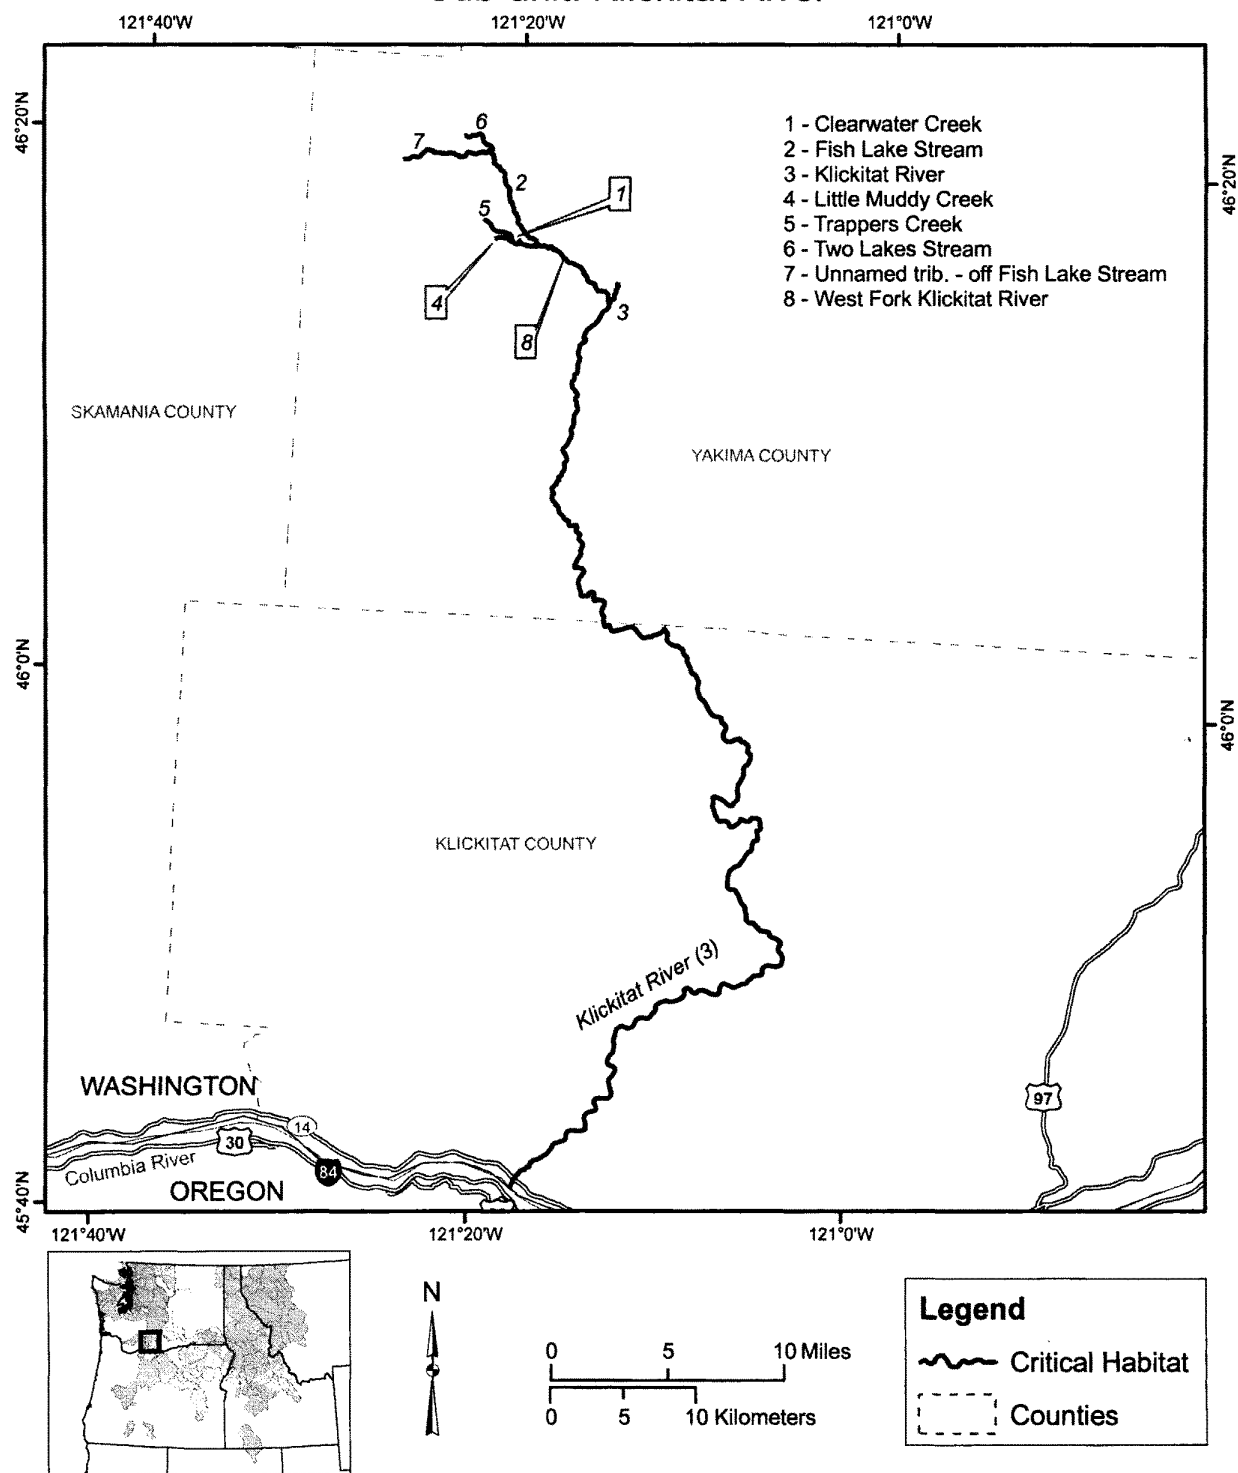 121°40'W 121°20'W 121°0'W
46°20'N
46°20'N
1 - Clearwater Creek
2 - Fish Lake Stream
3 - Klickitat River
4 - Little Muddy Creek
5 - Trappers Creek
6 - Two Lakes Stream
7 - Unnamed trib. - off Fish Lake Stream
8 - West Fork Klickitat River
6
7
2
1
5
4
8
3
SKAMANIA COUNTY
YAKIMA COUNTY
46°0'N
46°0'N
KLICKITAT COUNTY
Klickitat River (3)
WASHINGTON
97
14
30
84
Columbia River
OREGON
45°40'N
121°40'W 121°20'W 121°0'W
N
0 5 10 Miles
0 5 10 Kilometers
Legend
Critical Habitat
Counties